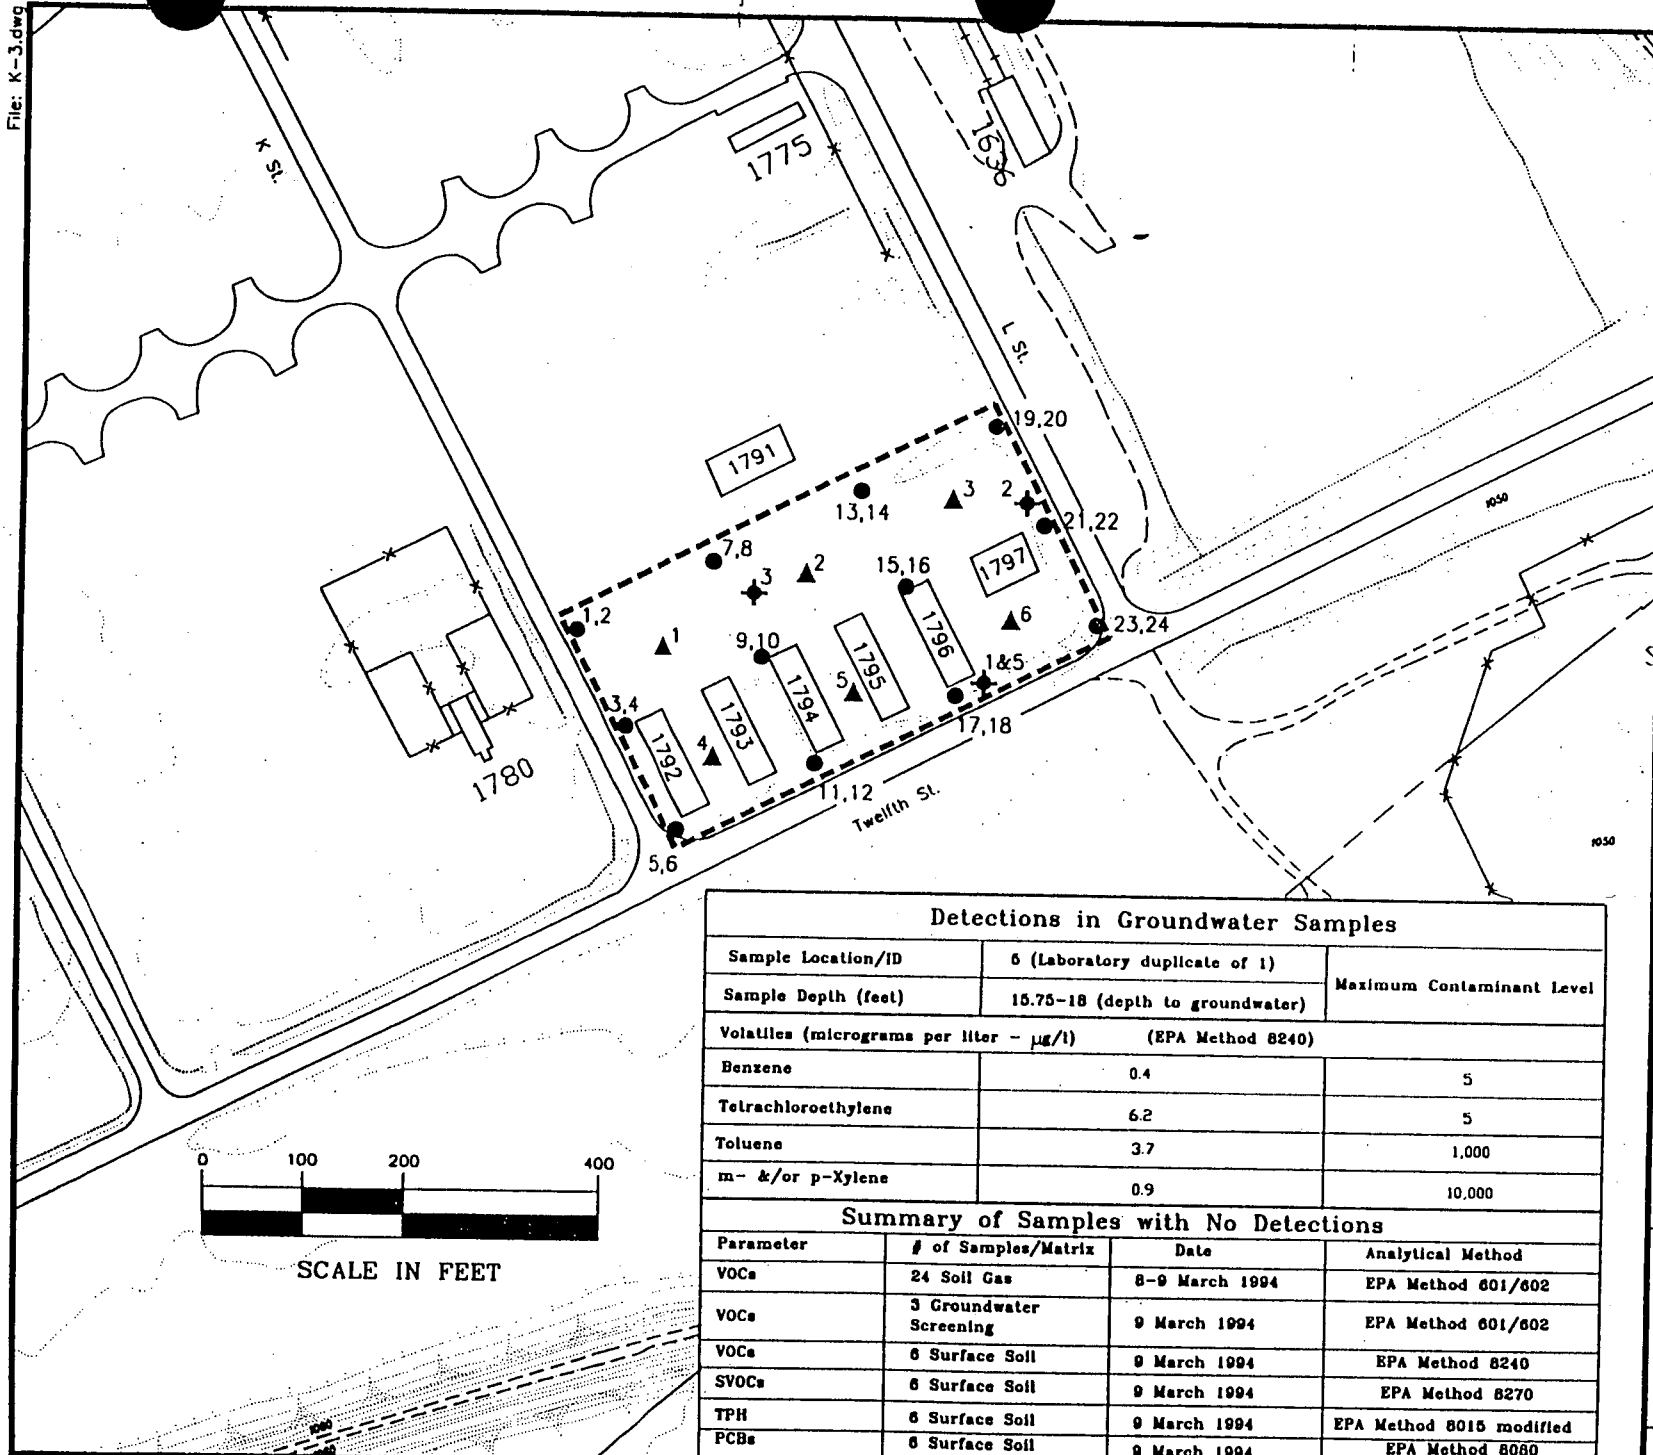 File: K-3.dwg
K St.
1775
1636
L St.
19,20
1791
3
2
13,14
21,22
7,8
2
15,16
1797
3
1,2
1
9,10
1796
6
23,24
1795
1&5
5
1794
3,4
1793
17,18
4
1792
1780
11,12
Twelfth St.
5,6
1050
1050
Detections in Groundwater Samples
Sample Location/ID 6 (Laboratory duplicate of 1) Maximum Contaminant Level
Sample Depth (feet) 15.75-18 (depth to groundwater)
Volatiles (micrograms per liter - µg/l) (EPA Method 8240)
Benzene 0.4 5
Tetrachloroethylene 6.2 5
Toluene 3.7 1,000
m- &/or p-Xylene 0.9 10,000
Summary of Samples with No Detections
Parameter # of Samples/Matrix Date Analytical Method
VOCs 24 Soil Gas 8-9 March 1994 EPA Method 601/602
VOCs 3 Groundwater Screening 9 March 1994 EPA Method 601/602
VOCs 6 Surface Soil 9 March 1994 EPA Method 8240
SVOCs 6 Surface Soil 9 March 1994 EPA Method 8270
TPH 6 Surface Soil 9 March 1994 EPA Method 8015 modified
PCBs 6 Surface Soil 9 March 1994 EPA Method 8080
0 100 200 400
SCALE IN FEET
1060